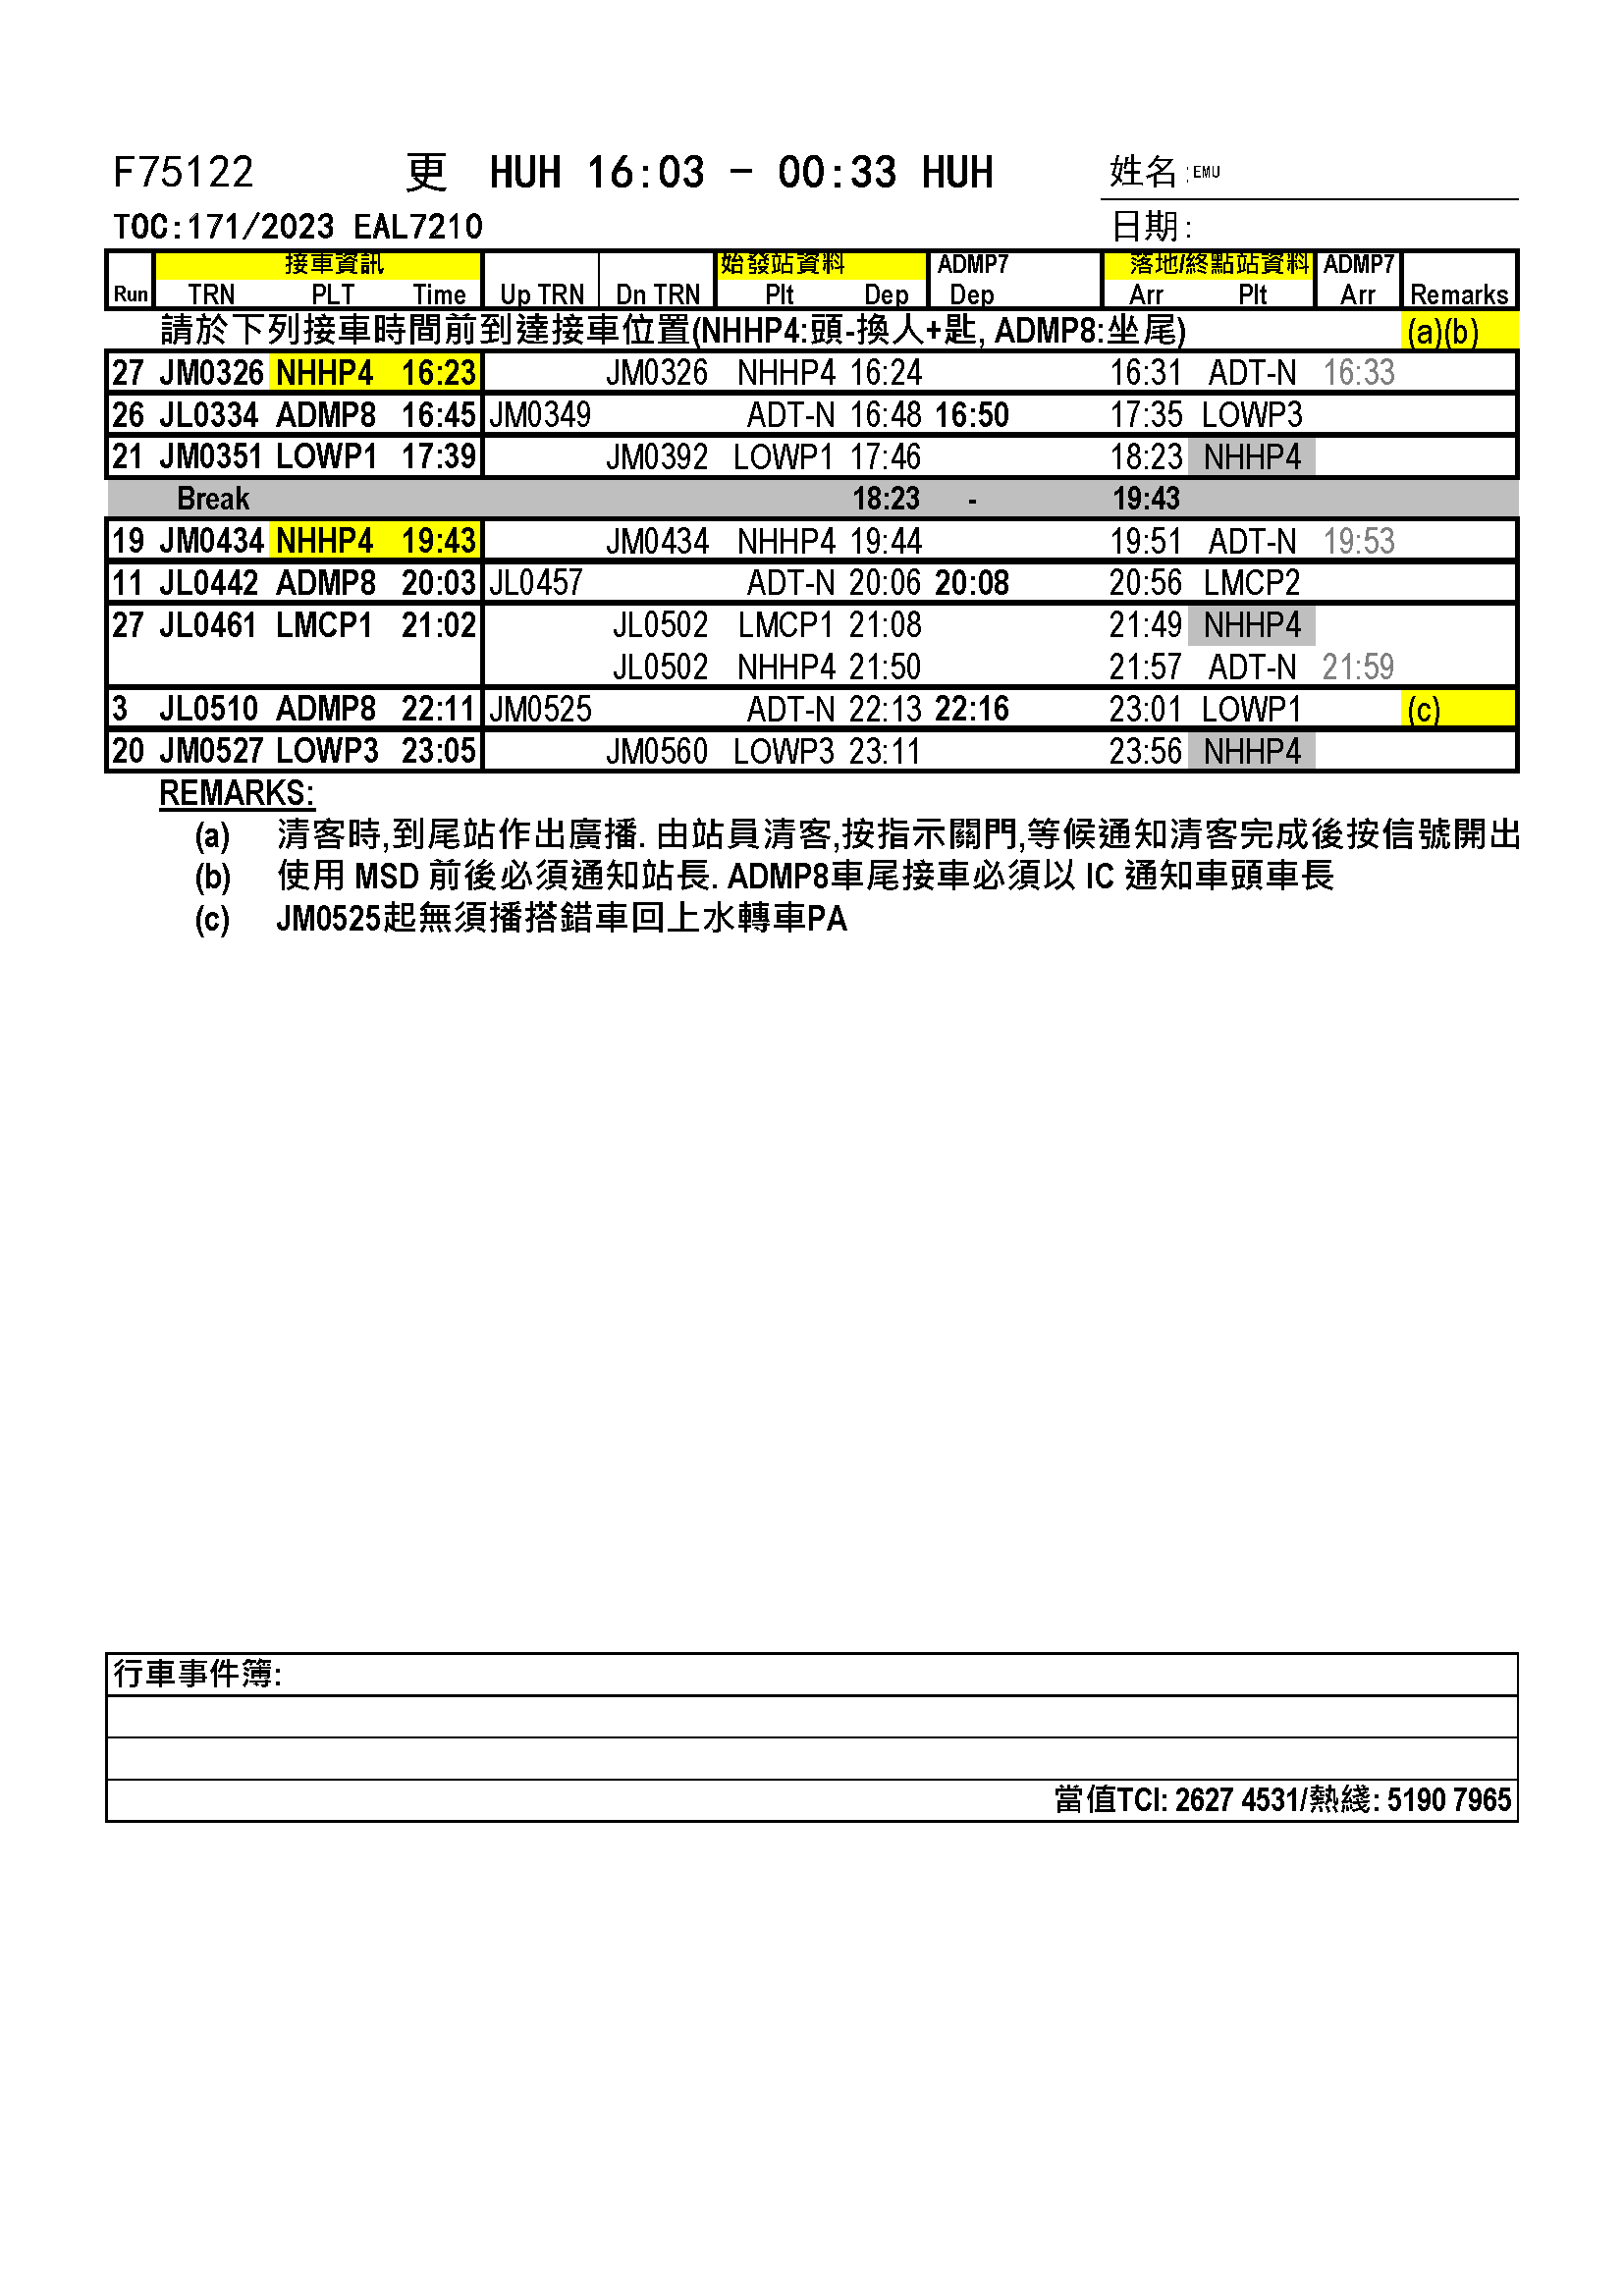 F75122 更 HUH 16:03 - 00:33 HUH 姓名:EMU
TOC:171/2023 EAL7210 日期:
接車資訊 始發站資料 ADMP7 落地/終點站資料 ADMP7
Run TRN PLT Time Up TRN Dn TRN Plt Dep Dep Arr Plt Arr Remarks
請於下列接車時間前到達接車位置(NHHP4:頭-換人+匙, ADMP8:坐尾) (a)(b)
27 JM0326 NHHP4 16:23 JM0326 NHHP4 16:24 16:31 ADT-N 16:33
26 JL0334 ADMP8 16:45 JM0349 ADT-N 16:48 16:50 17:35 LOWP3
21 JM0351 LOWP1 17:39 JM0392 LOWP1 17:46 18:23 NHHP4
Break 18:23 - 19:43
19 JM0434 NHHP4 19:43 JM0434 NHHP4 19:44 19:51 ADT-N 19:53
11 JL0442 ADMP8 20:03 JL0457 ADT-N 20:06 20:08 20:56 LMCP2
27 JL0461 LMCP1 21:02 JL0502 LMCP1 21:08 21:49 NHHP4
JL0502 NHHP4 21:50 21:57 ADT-N 21:59
3 JL0510 ADMP8 22:11 JM0525 ADT-N 22:13 22:16 23:01 LOWP1 (c)
20 JM0527 LOWP3 23:05 JM0560 LOWP3 23:11 23:56 NHHP4
REMARKS:
(a) 清客時,到尾站作出廣播. 由站員清客,按指示關門,等候通知清客完成後按信號開出
(b) 使用 MSD 前後必須通知站長. ADMP8車尾接車必須以 IC 通知車頭車長
(c) JM0525起無須播搭錯車回上水轉車PA
行車事件簿:
當值TCI: 2627 4531/熱綫: 5190 7965